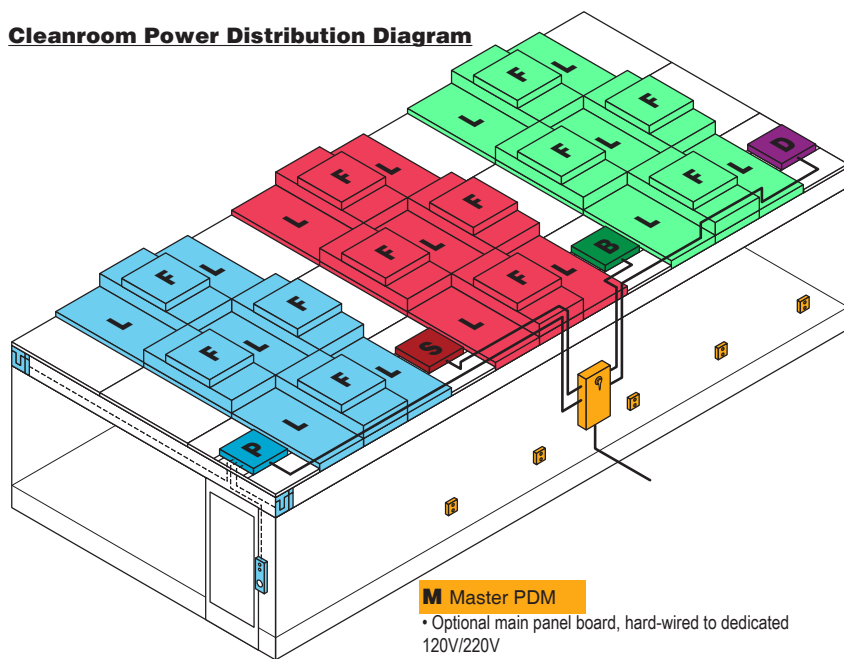 Cleanroom Power Distribution Diagram
F
L
F
L
F
L
F
L
D
L
F
L
F
L
F
L
F
L
B
L
F
L
F
L
F
L
F
L
S
L
P
M Master PDM
• Optional main panel board, hard-wired to dedicated
120V/220V